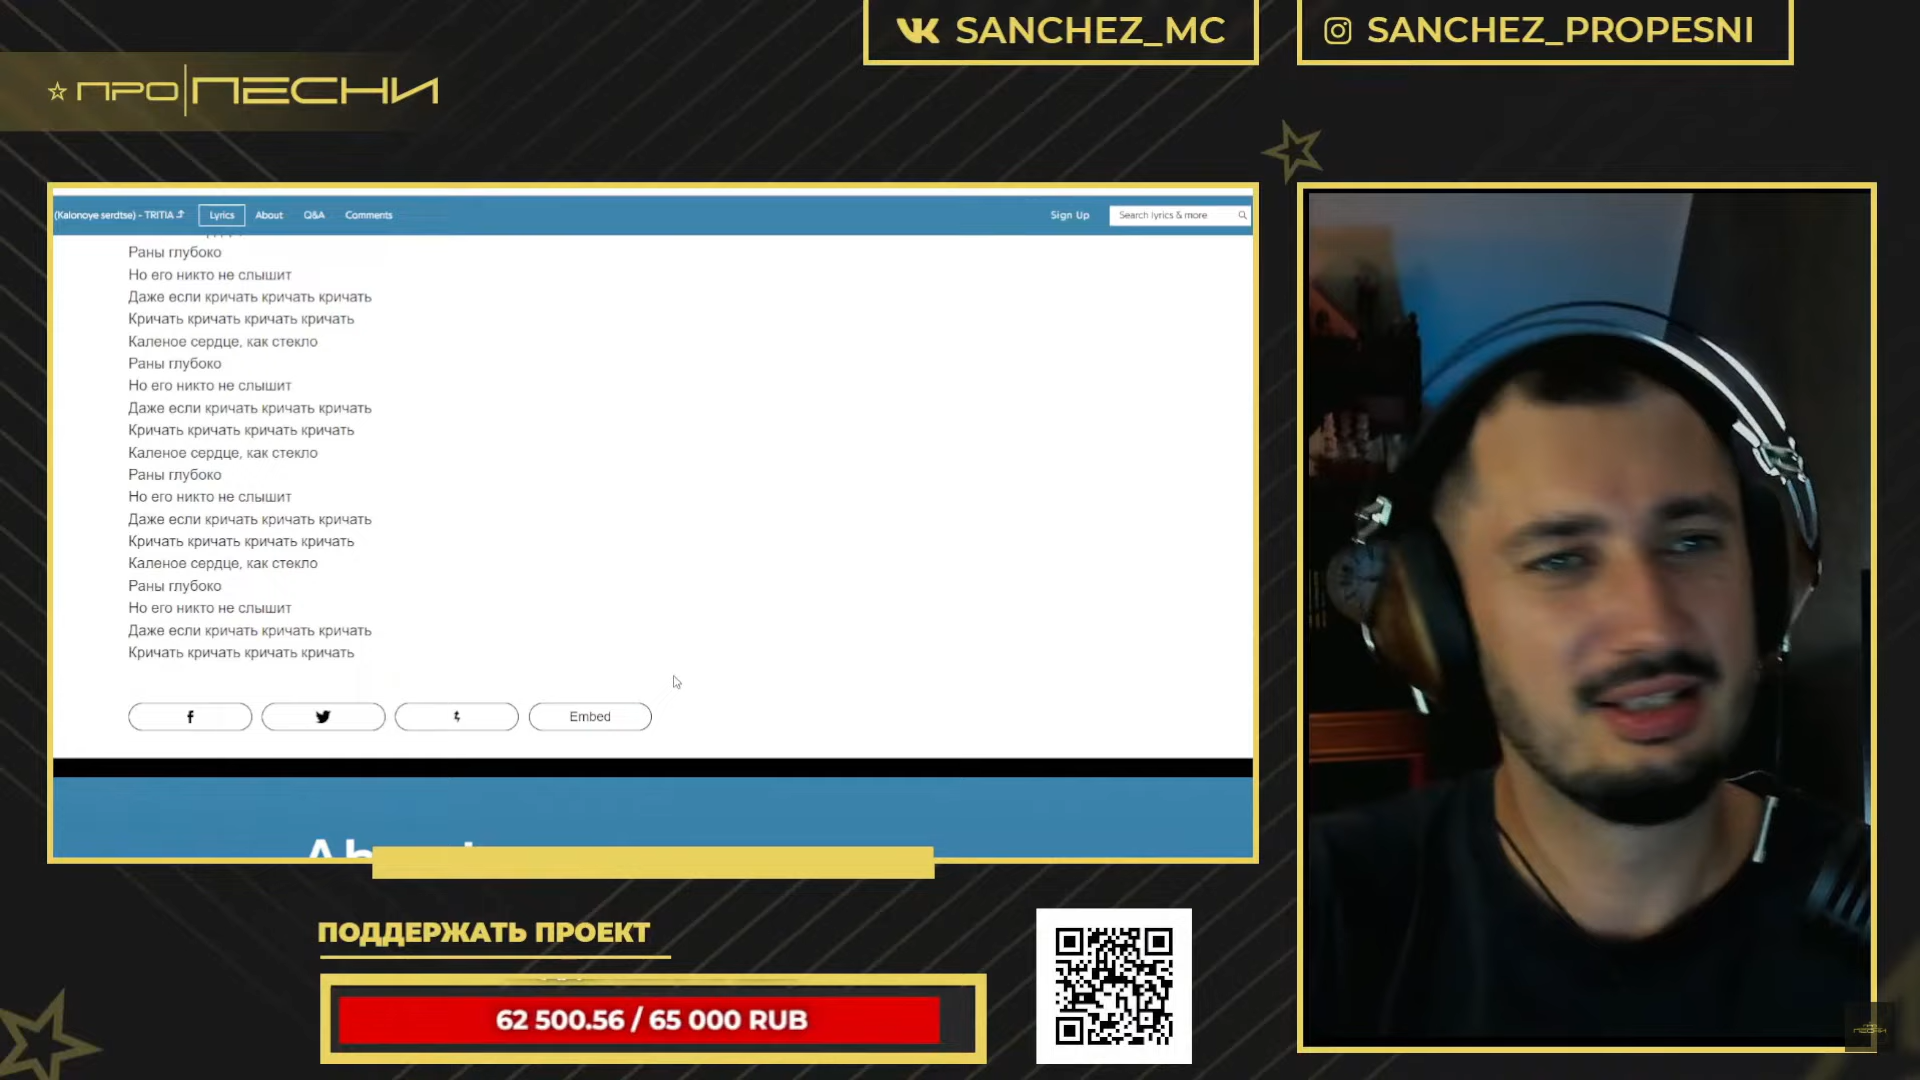 SANCHEZ_MC
SANCHEZ_PROPESNI
ПРО|ПЕСНИ
(Kalonoye serdtse) - TRITIA
Lyrics
About
Q&A
Comments
Sign Up
Search lyrics & more
Раны глубоко
Но его никто не слышит
Даже если кричать кричать кричать
Кричать кричать кричать кричать
Каленое сердце, как стекло
Раны глубоко
Но его никто не слышит
Даже если кричать кричать кричать
Кричать кричать кричать кричать
Каленое сердце, как стекло
Раны глубоко
Но его никто не слышит
Даже если кричать кричать кричать
Кричать кричать кричать кричать
Каленое сердце, как стекло
Раны глубоко
Но его никто не слышит
Даже если кричать кричать кричать
Кричать кричать кричать кричать
Embed
ПОДДЕРЖАТЬ ПРОЕКТ
62 500.56 / 65 000 RUB